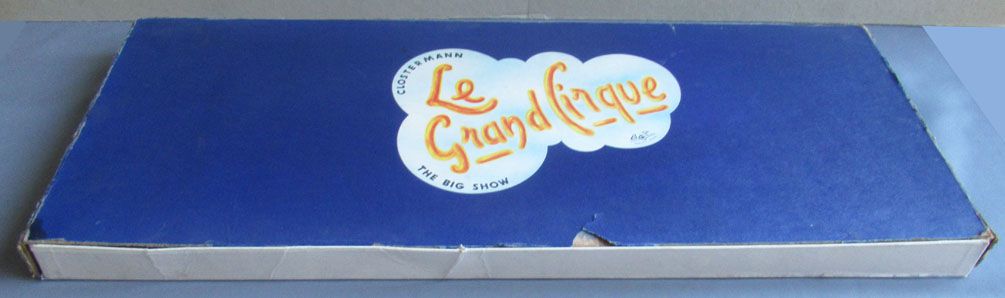 CLOSTERMANN
Le
Grand Cirque
THE BIG SHOW